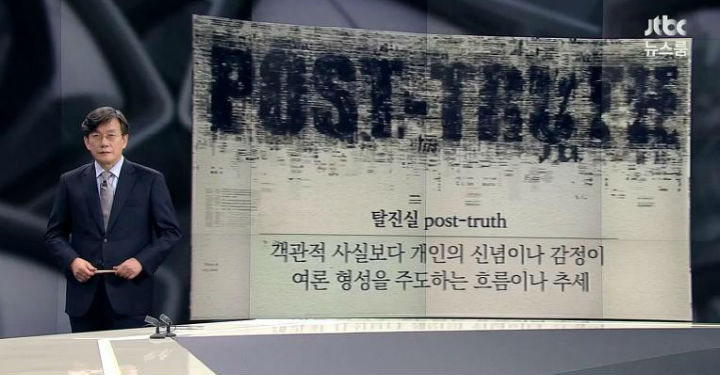 jtbc
뉴스룸
POST-TRUTH
탈진실 post-truth
객관적 사실보다 개인의 신념이나 감정이
여론 형성을 주도하는 흐름이나 추세